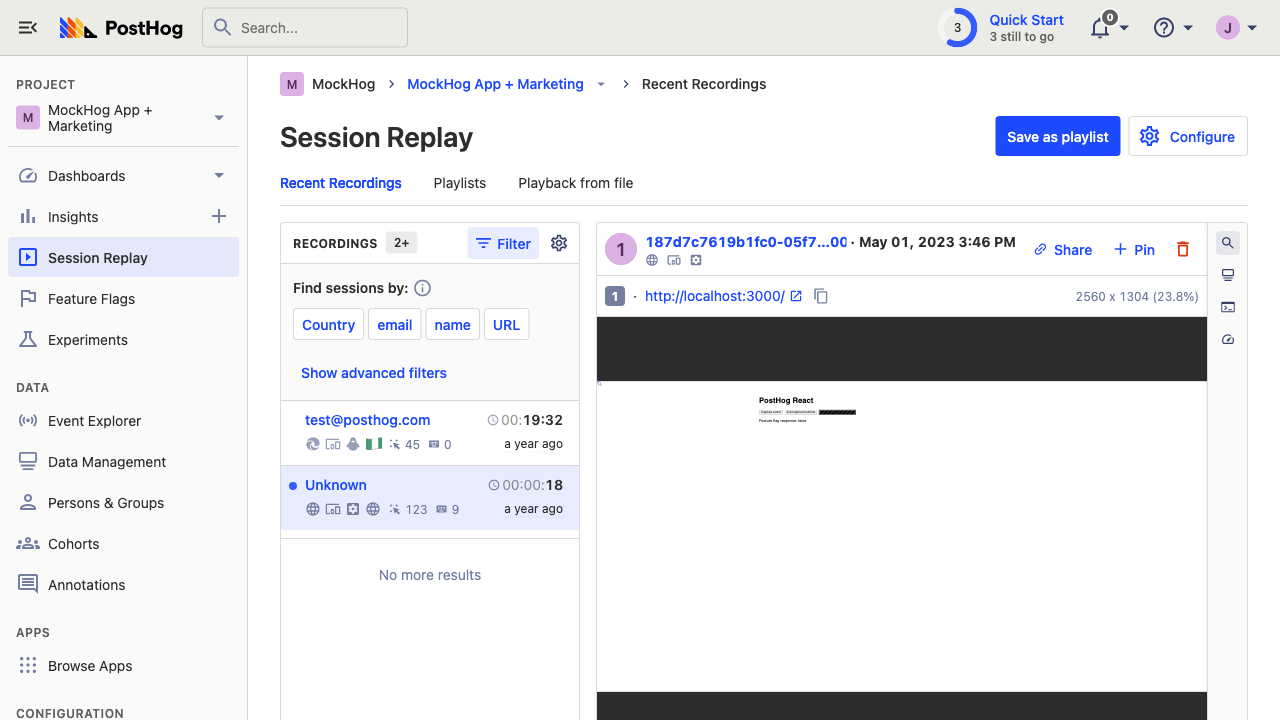 PostHog
Search...
3
Quick Start
3 still to go
0
J
PROJECT
M
MockHog App +
Marketing
Dashboards
Insights
Session Replay
Feature Flags
Experiments
DATA
Event Explorer
Data Management
Persons & Groups
Cohorts
Annotations
APPS
Browse Apps
CONFIGURATION
M MockHog MockHog App + Marketing Recent Recordings
Session Replay
Save as playlist
Configure
Recent Recordings Playlists Playback from file
RECORDINGS 2+ Filter
Find sessions by:
Country email name URL
Show advanced filters
test@posthog.com 00:19:32
45 0 a year ago
Unknown 00:00:18
123 9 a year ago
No more results
1
187d7c7619b1fc0-05f7...00 · May 01, 2023 3:46 PM
Share Pin
1 · http://localhost:3000/ 2560 x 1304 (23.8%)
PostHog React
Feature flag response: false